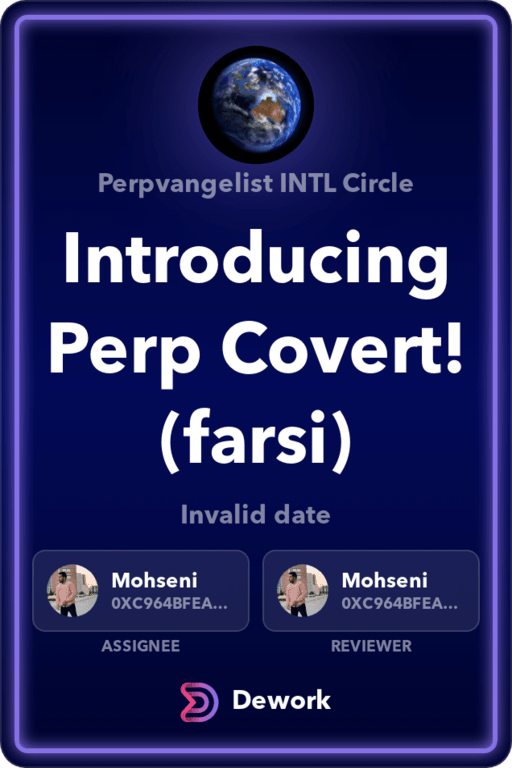 Perpvangelist INTL Circle
Introducing
Perp Covert!
(farsi)
Invalid date
Mohseni
0XC964BFEA...
ASSIGNEE
Mohseni
0XC964BFEA...
REVIEWER
Dework